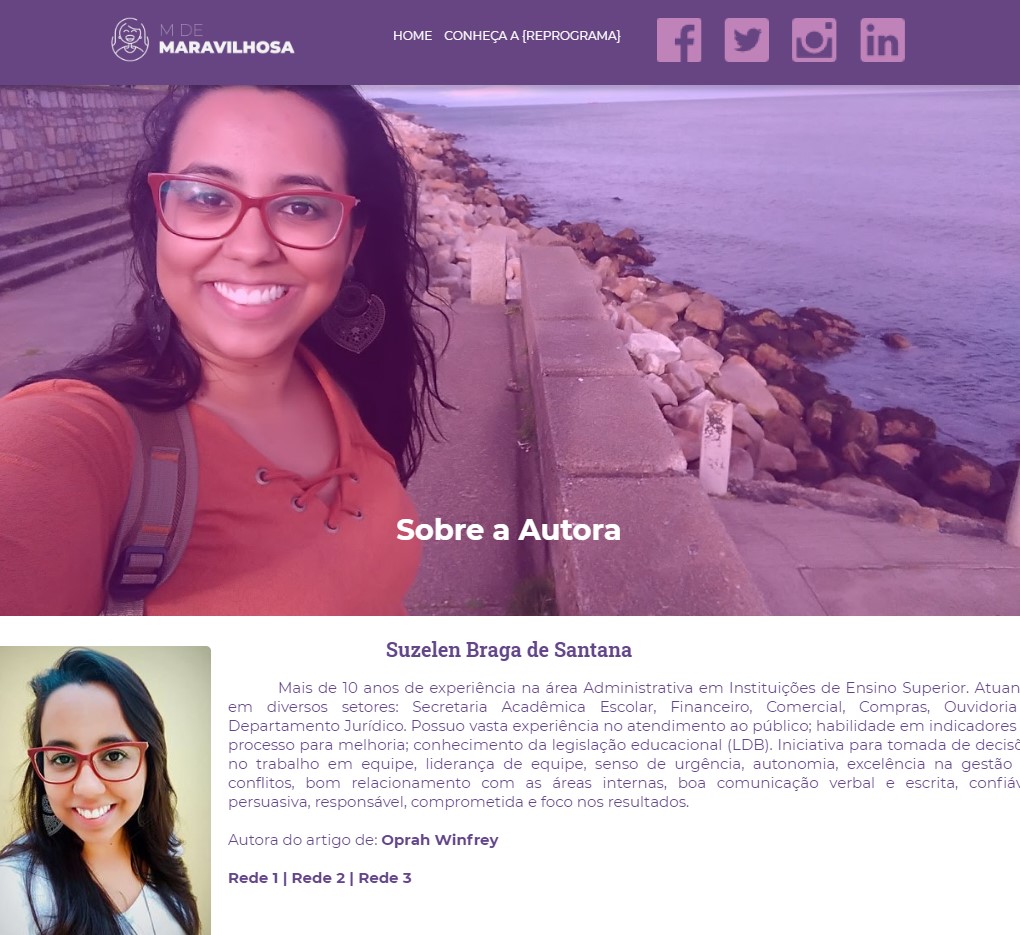 M DE
MARAVILHOSA
HOME CONHEÇA A {REPROGRAMA}
Sobre a Autora
Suzelen Braga de Santana
Mais de 10 anos de experiência na área Administrativa em Instituições de Ensino Superior. Atuan
em diversos setores: Secretaria Acadêmica Escolar, Financeiro, Comercial, Compras, Ouvidoria
Departamento Jurídico. Possuo vasta experiência no atendimento ao público; habilidade em indicadores
processo para melhoria; conhecimento da legislação educacional (LDB). Iniciativa para tomada de decisõ
no trabalho em equipe, liderança de equipe, senso de urgência, autonomia, excelência na gestão
conflitos, bom relacionamento com as áreas internas, boa comunicação verbal e escrita, confiáv
persuasiva, responsável, comprometida e foco nos resultados.
Autora do artigo de: Oprah Winfrey
Rede 1 | Rede 2 | Rede 3